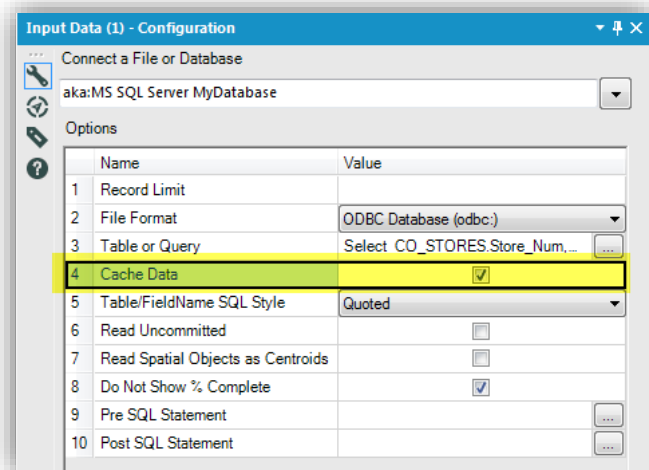 Input Data (1) - Configuration
Connect a File or Database
aka:MS SQL Server MyDatabase
Options
Name Value
1 Record Limit
2 File Format ODBC Database (odbc:)
3 Table or Query Select CO_STORES.Store_Num,... ...
4 Cache Data
5 Table/FieldName SQL Style Quoted
6 Read Uncommitted
7 Read Spatial Objects as Centroids
8 Do Not Show % Complete
9 Pre SQL Statement ...
10 Post SQL Statement ...